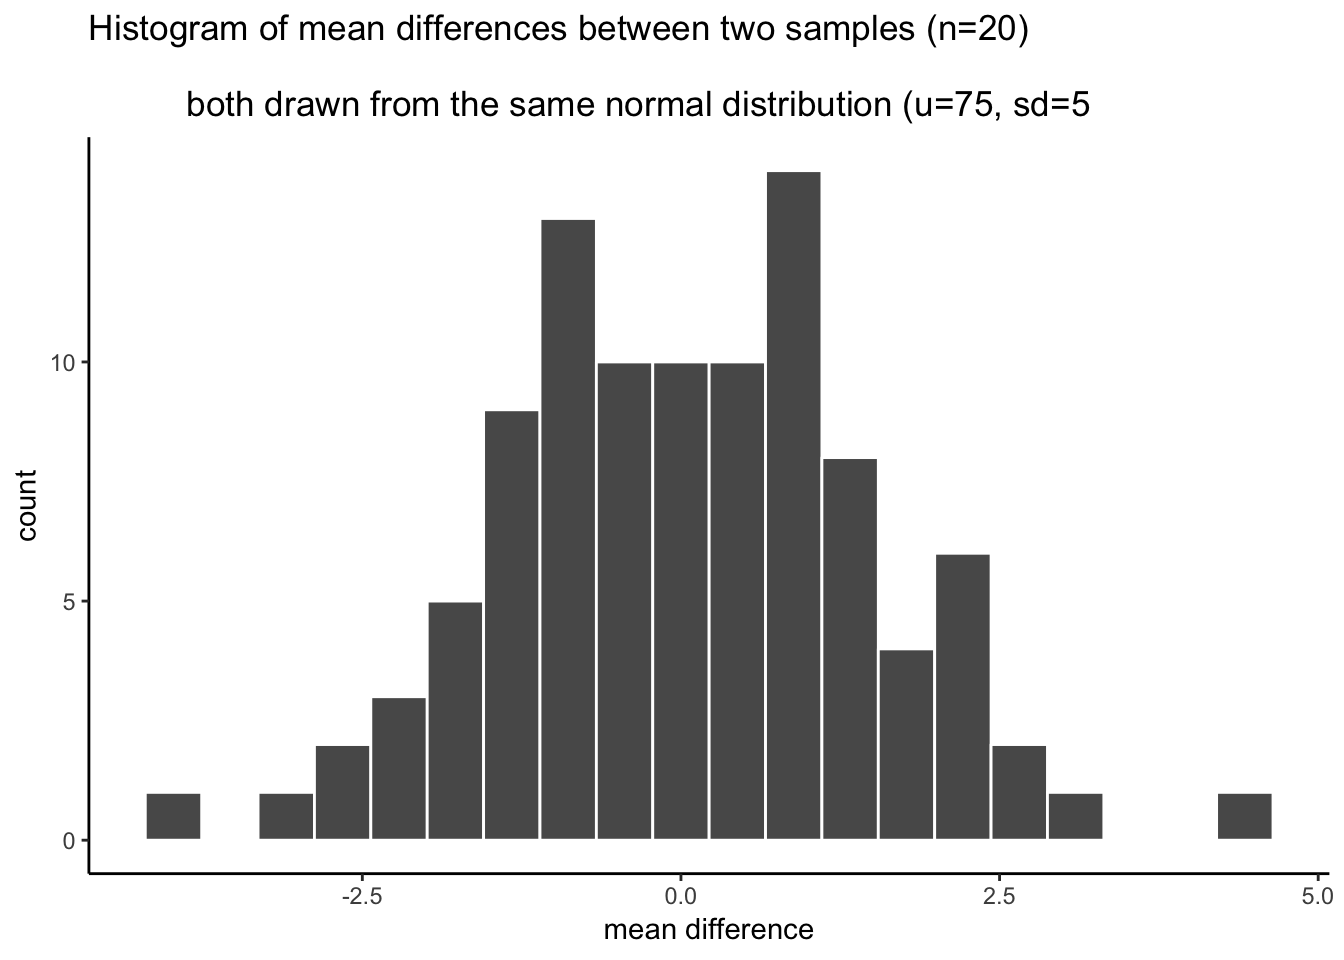 Histogram of mean differences between two samples (n=20)
both drawn from the same normal distribution (u=75, sd=5
10
5
0
count
-2.5
0.0
2.5
5.0
mean difference